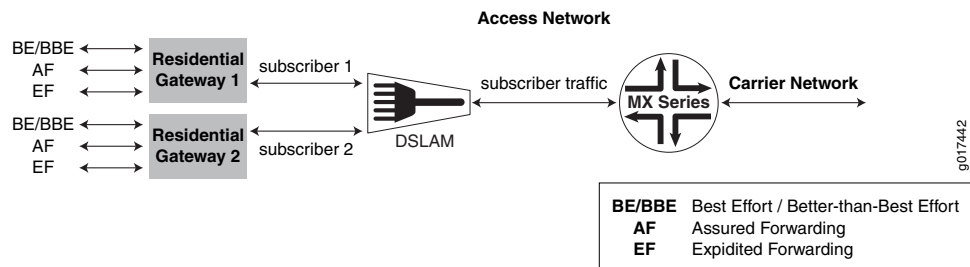 Access Network
BE/BBE
AF
EF
Residential
Gateway 1
subscriber 1
BE/BBE
AF
EF
Residential
Gateway 2
subscriber 2
DSLAM
subscriber traffic
MX Series
Carrier Network
g017442
BE/BBE Best Effort / Better-than-Best Effort
AF Assured Forwarding
EF Expidited Forwarding